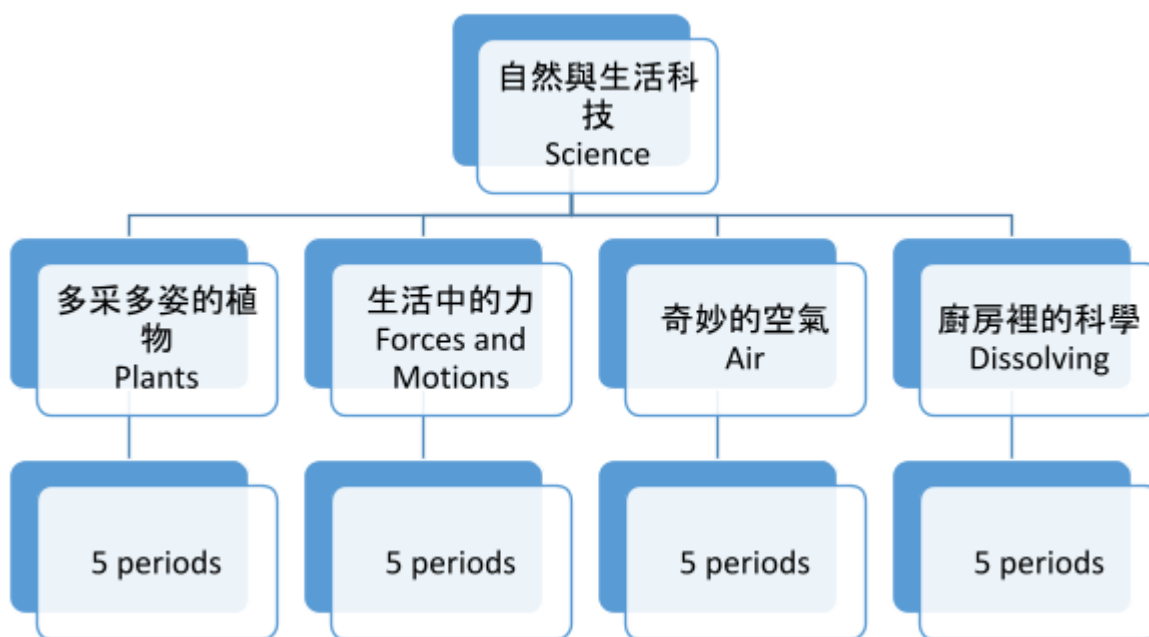 自然與生活科
技
Science
多采多姿的植
物
Plants
生活中的力
Forces and
Motions
奇妙的空氣
Air
廚房裡的科學
Dissolving
5 periods
5 periods
5 periods
5 periods